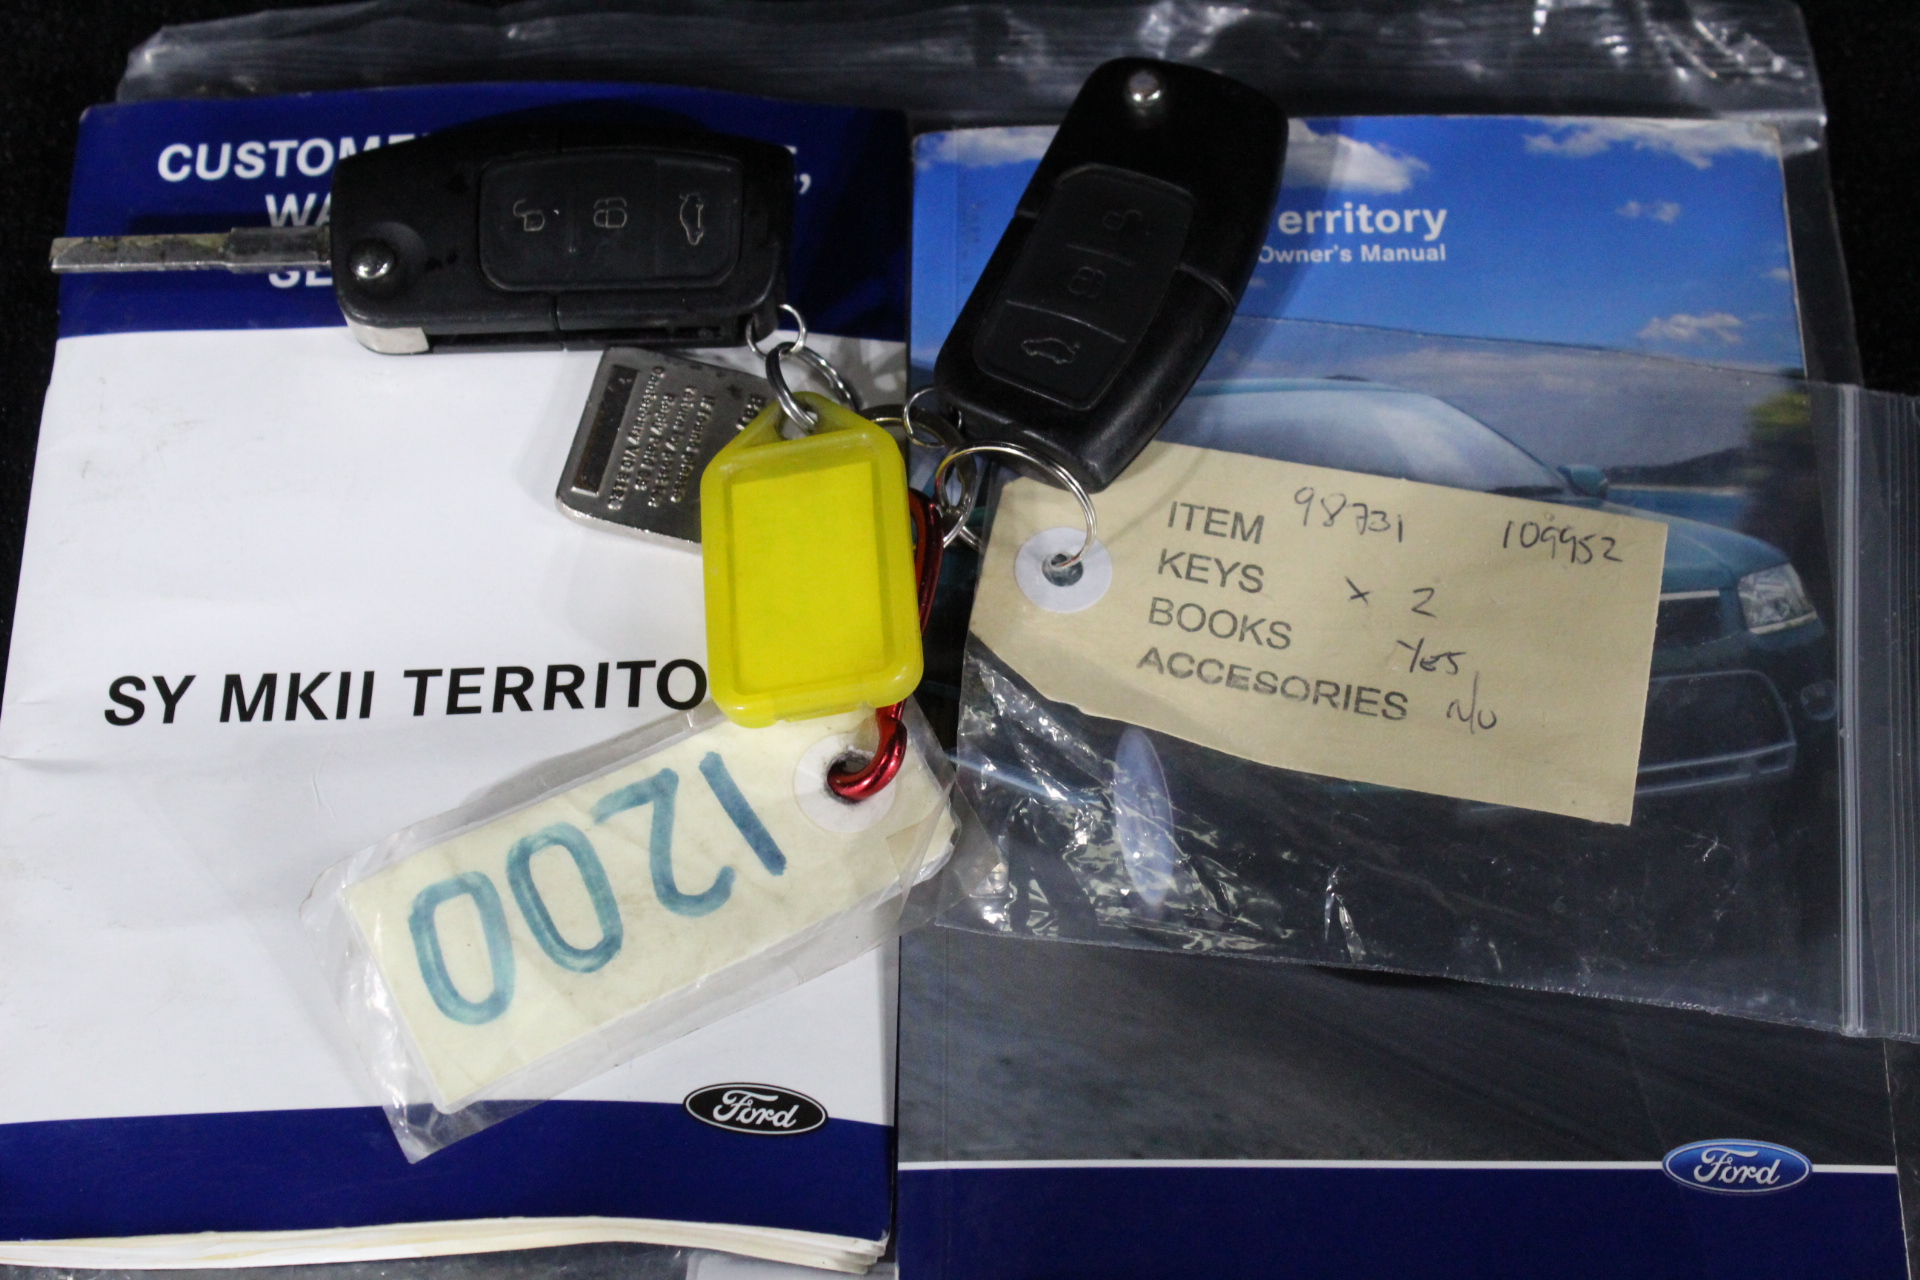 CUSTOM
WA
SE
SY MKII TERRITO
Ford
erritory
Owner's Manual
ITEM 98731 109952
KEYS x 2
BOOKS Yes
ACCESORIES N/O
1200
Ford